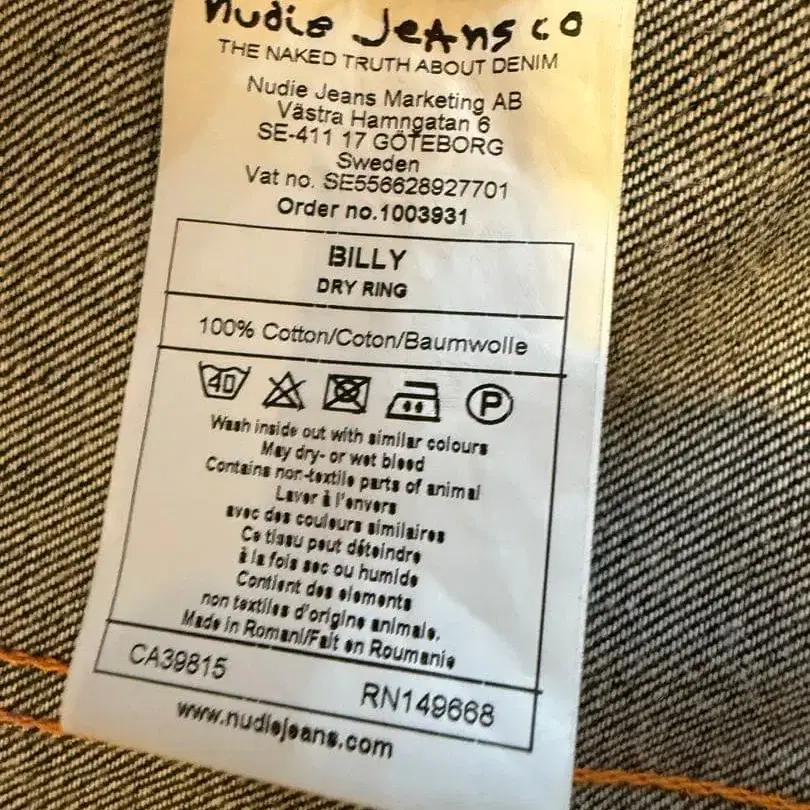 nudie Jeans co
THE NAKED TRUTH ABOUT DENIM
Nudie Jeans Marketing AB
Västra Hamngatan 6
SE-411 17 GÖTEBORG
Sweden
Vat no. SE556628927701
Order no.1003931
BILLY
DRY RING
100% Cotton/Coton/Baumwolle
40 P
Wash inside out with similar colours
May dry- or wet bleed
Contains non-textile parts of animal
Laver à l'envers
avec des couleurs similaires
Ce tissu peut déteindre
à la fois sec ou humide
Contient des elements
non textiles d'origine animale.
Made in Romani/Fait en Roumanie
CA39815
RN149668
www.nudiejeans.com